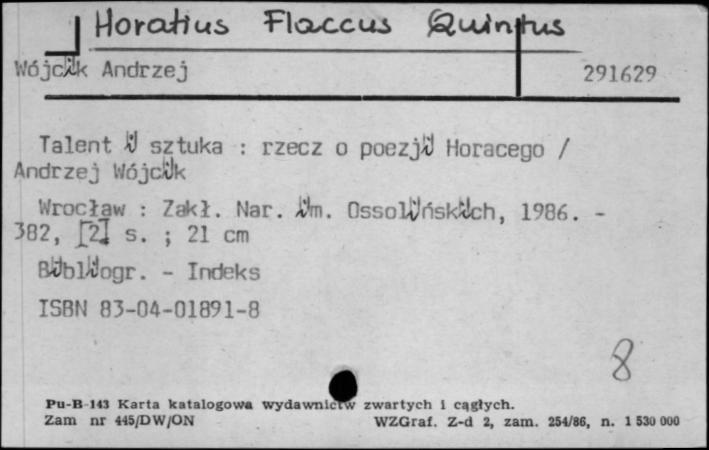 Horatius Flaccus Quintus
Wójcik Andrzej 291629
Talent i sztuka : rzecz o poezji Horacego /
Andrzej Wójcik
Wrocław : Zakł. Nar. im. Ossolińskich, 1986. -
382, [2] s. ; 21 cm
Bibliogr. - Indeks
ISBN 83-04-01891-8
8
Pu-B-143 Karta katalogowa wydawnictw zwartych i ciągłych.
Zam nr 445/DW/ON WZGraf. Z-d 2, zam. 254/86, n. 1 530 000